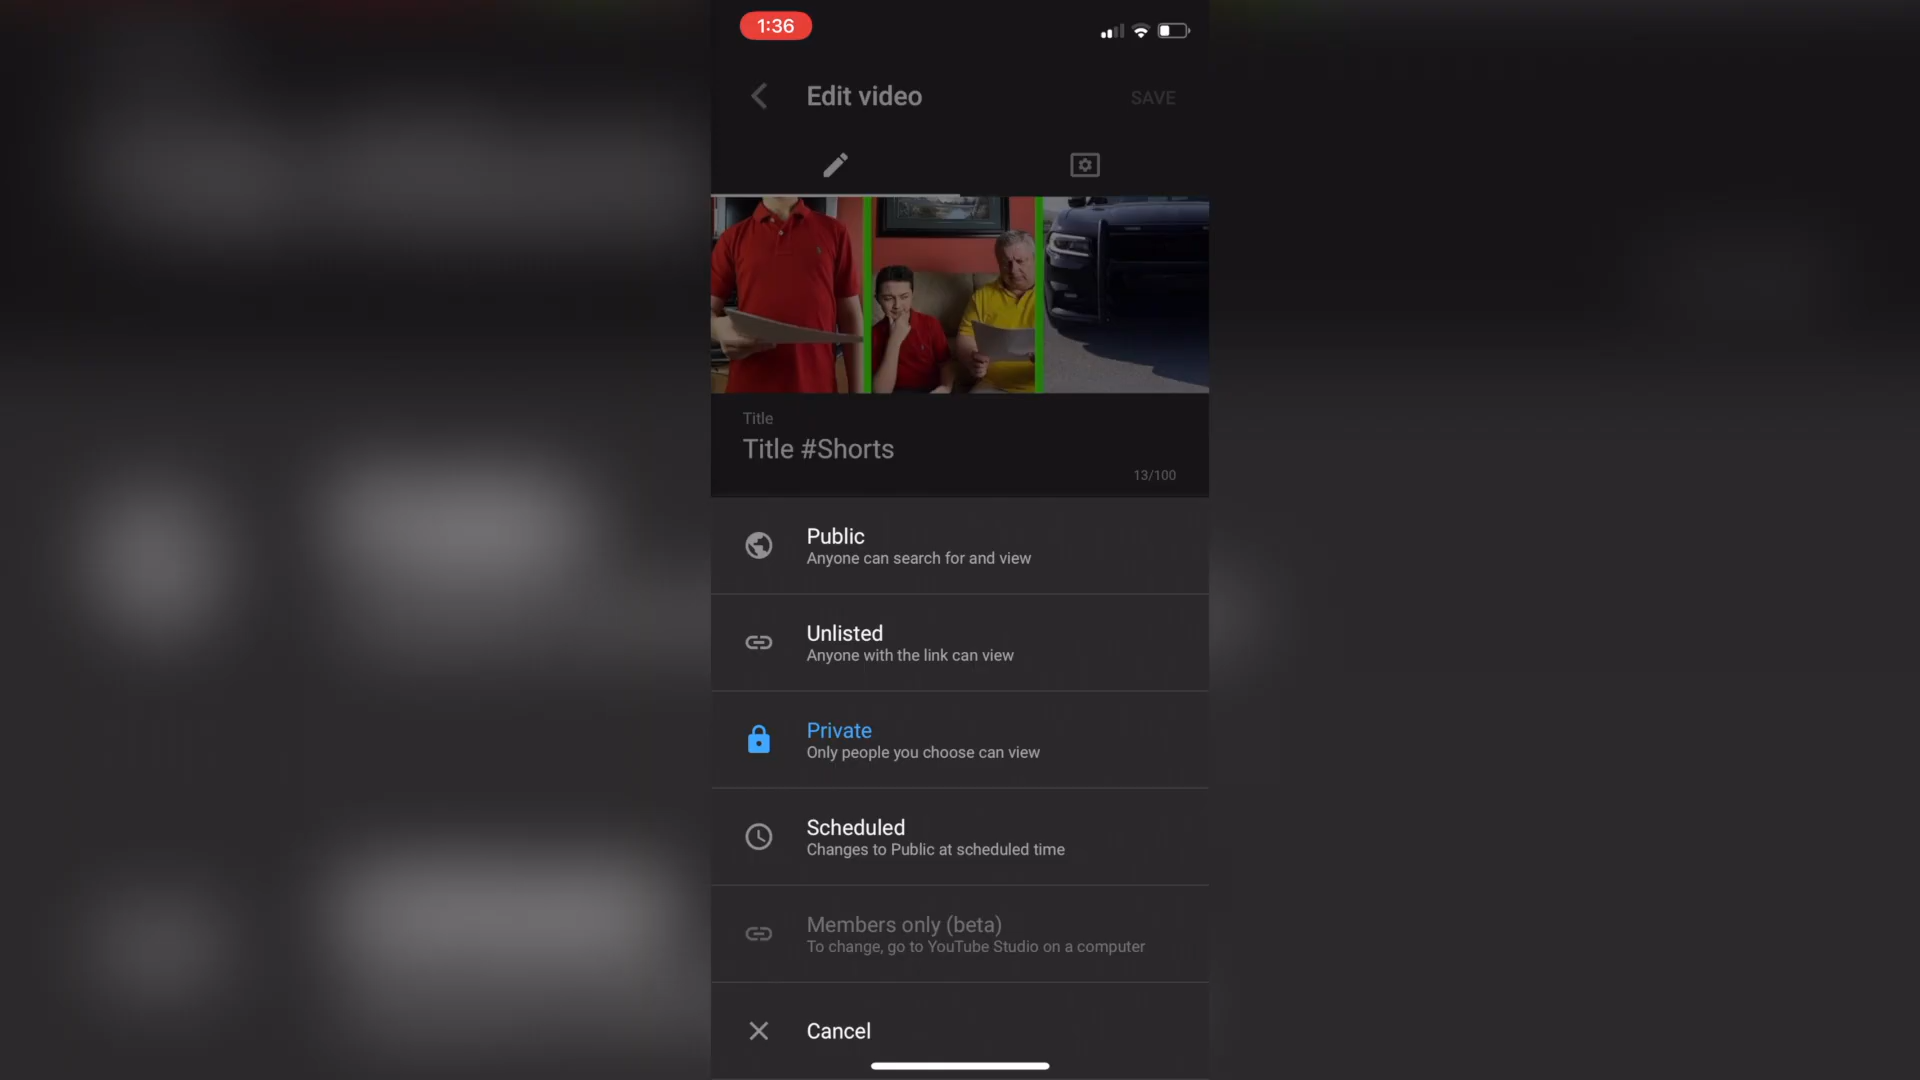 1:36
Edit video
SAVE
Title
Title #Shorts
13/100
Public
Anyone can search for and view
Unlisted
Anyone with the link can view
Private
Only people you choose can view
Scheduled
Changes to Public at scheduled time
Members only (beta)
To change, go to YouTube Studio on a computer
Cancel